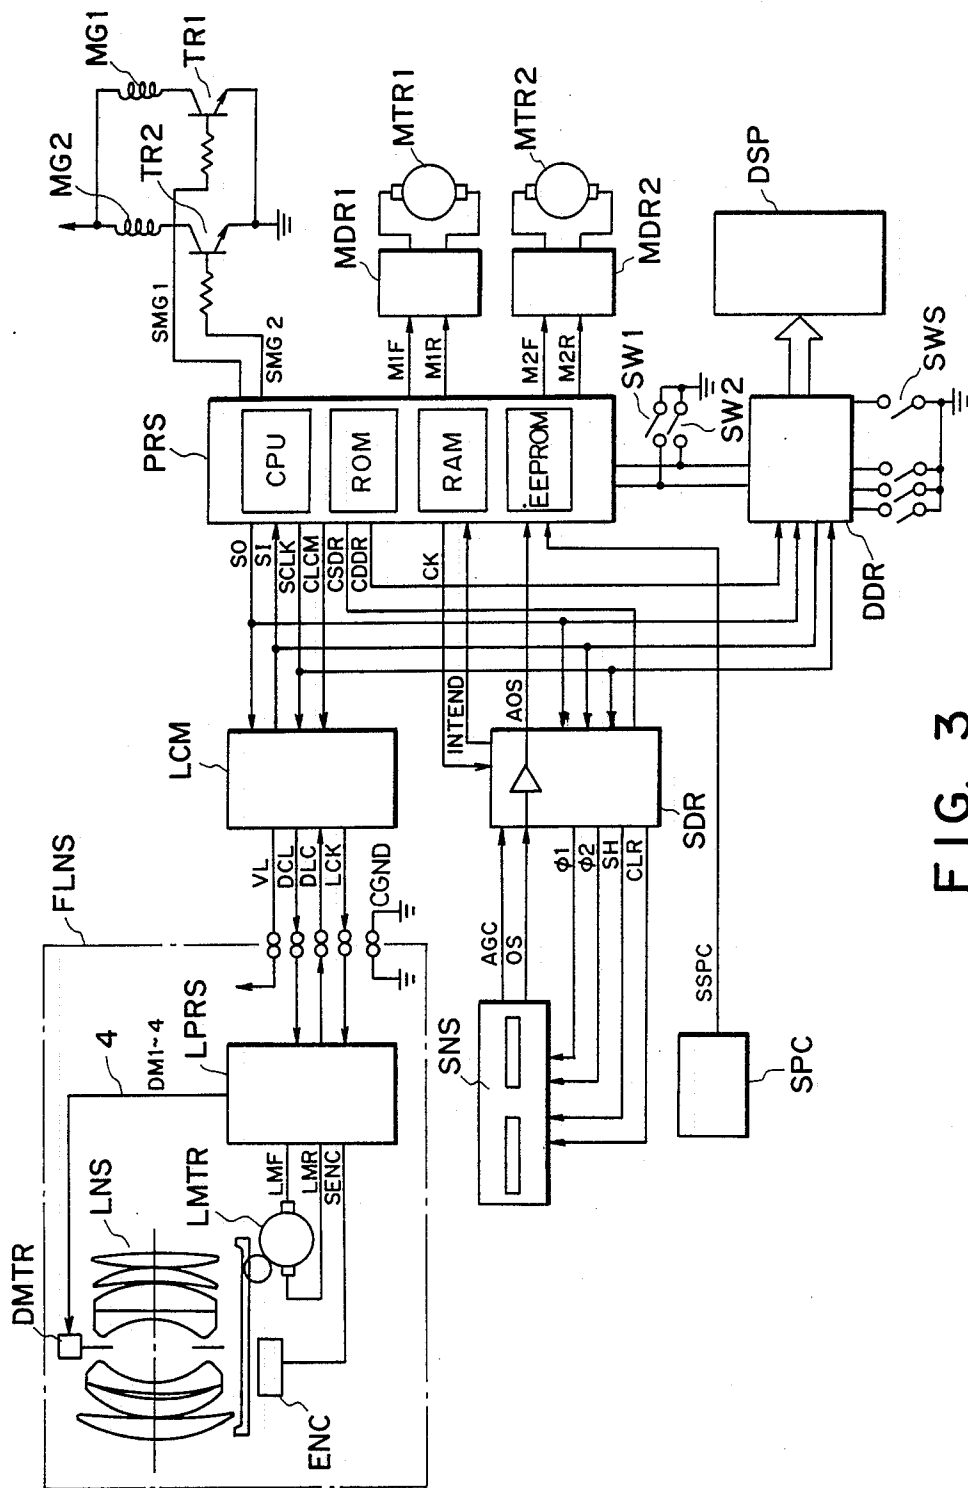 FLNS
DMTR
LNS
4
DM1~4
LPRS
LMTR
LMF
LMR
SENC
ENC
VL
DCL
DLC
LCK
CGND
LCM
SO
SI
SCLK
CLCM
CSDR
CDDR
CK
INTEND
AOS
PRS
CPU
ROM
RAM
EEPROM
SMG1
SMG2
MG2
MG1
TR2
TR1
M1F
M1R
MDR1
MTR1
M2F
M2R
MDR2
MTR2
SW1
SW2
DSP
SWS
DDR
SNS
AGC
OS
φ1
φ2
SH
CLR
SDR
SSPC
SPC
FIG. 3